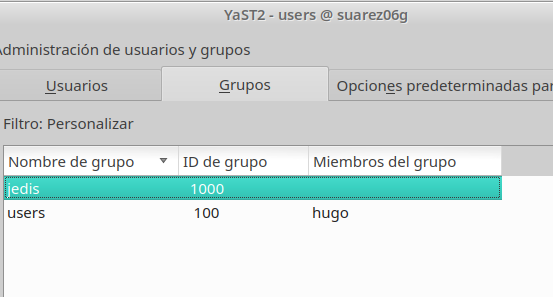 YaST2 - users @ suarez06g
Administración de usuarios y grupos
Usuarios Grupos Opciones predeterminadas par
Filtro: Personalizar
Nombre de grupo ID de grupo Miembros del grupo
jedis 1000
users 100 hugo